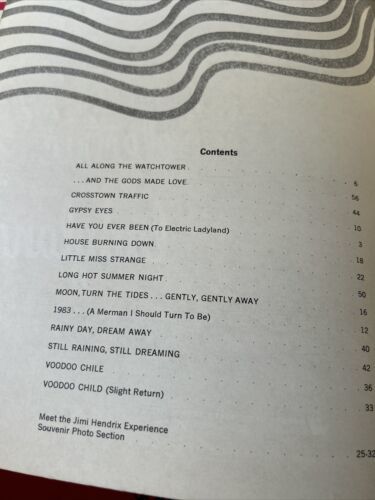 Contents
ALL ALONG THE WATCHTOWER 6
...AND THE GODS MADE LOVE 56
CROSSTOWN TRAFFIC 44
GYPSY EYES 10
HAVE YOU EVER BEEN (To Electric Ladyland) 3
HOUSE BURNING DOWN 18
LITTLE MISS STRANGE 22
LONG HOT SUMMER NIGHT 50
MOON, TURN THE TIDES...GENTLY, GENTLY AWAY 16
1983...(A Merman I Should Turn To Be) 12
RAINY DAY, DREAM AWAY 40
STILL RAINING, STILL DREAMING 42
VOODOO CHILE 36
VOODOO CHILD (Slight Return) 33
Meet the Jimi Hendrix Experience
Souvenir Photo Section 25-32